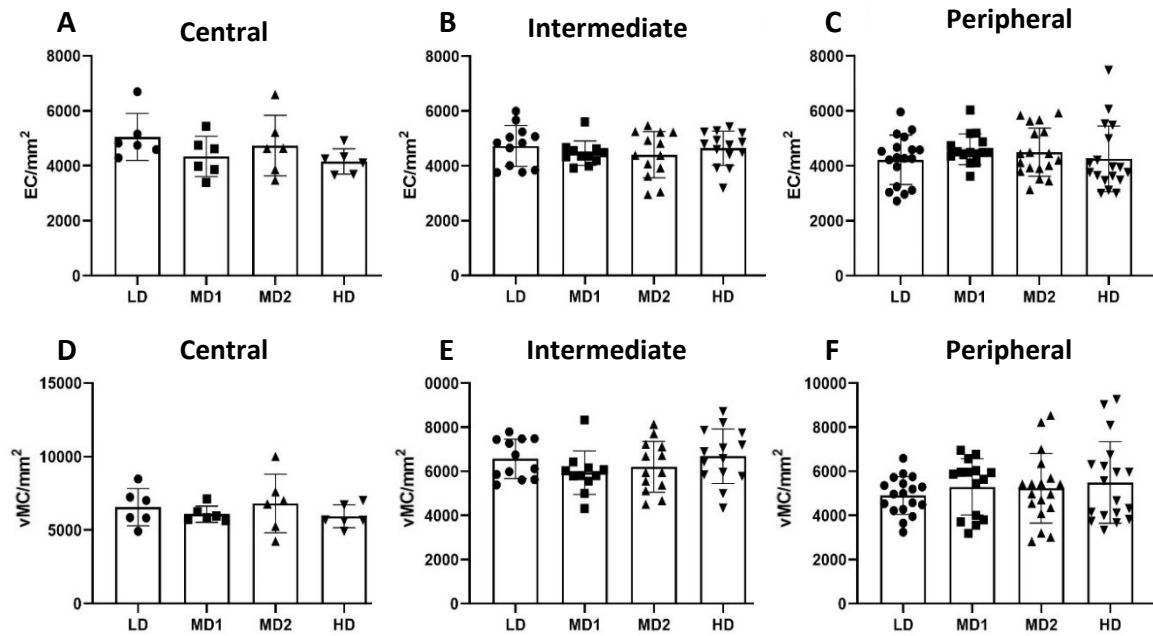 A
Central
EC/mm²
8000
6000
4000
2000
0
LD MD1 MD2 HD
B
Intermediate
EC/mm²
8000
6000
4000
2000
0
LD MD1 MD2 HD
C
Peripheral
EC/mm²
8000
6000
4000
2000
0
LD MD1 MD2 HD
D
Central
vMC/mm²
15000
10000
5000
0
LD MD1 MD2 HD
E
Intermediate
vMC/mm²
0000
8000
6000
4000
2000
0
LD MD1 MD2 HD
F
Peripheral
vMC/mm²
10000
8000
6000
4000
2000
0
LD MD1 MD2 HD